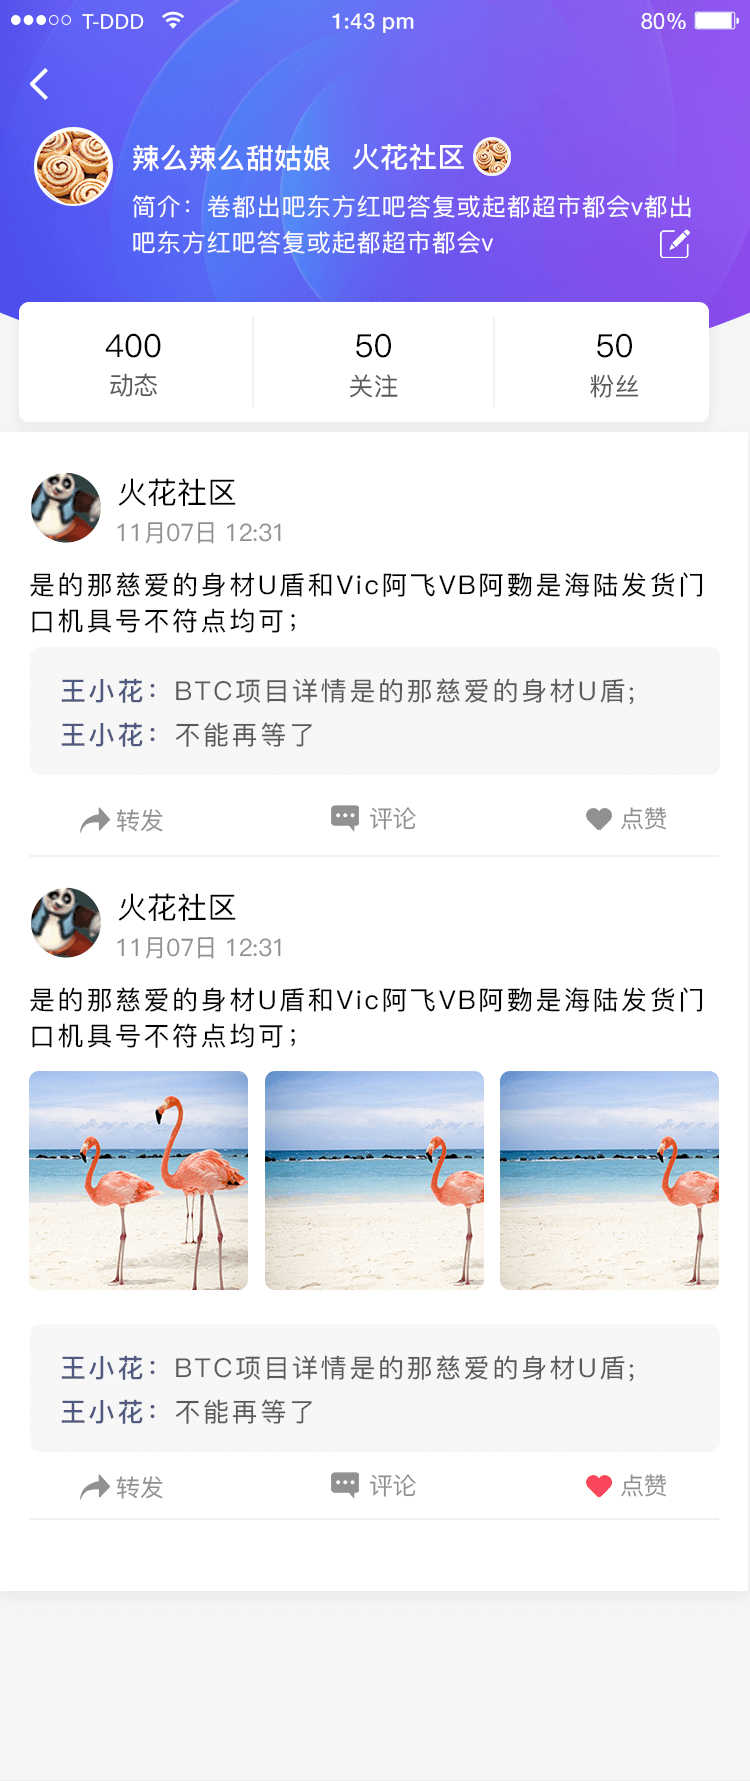 T-DDD 1:43 pm 80%
辣么辣么甜姑娘 火花社区
简介：卷都出吧东方红吧答复或起都超市都会v都出
吧东方红吧答复或起都超市都会v
400 50 50
动态 关注 粉丝
火花社区
11月07日 12:31
是的那慈爱的身材U盾和Vic阿飞VB阿覅是海陆发货门
口机具号不符点均可；
王小花：BTC项目详情是的那慈爱的身材U盾;
王小花：不能再等了
转发 评论 点赞
火花社区
11月07日 12:31
是的那慈爱的身材U盾和Vic阿飞VB阿覅是海陆发货门
口机具号不符点均可；
王小花：BTC项目详情是的那慈爱的身材U盾;
王小花：不能再等了
转发 评论 点赞